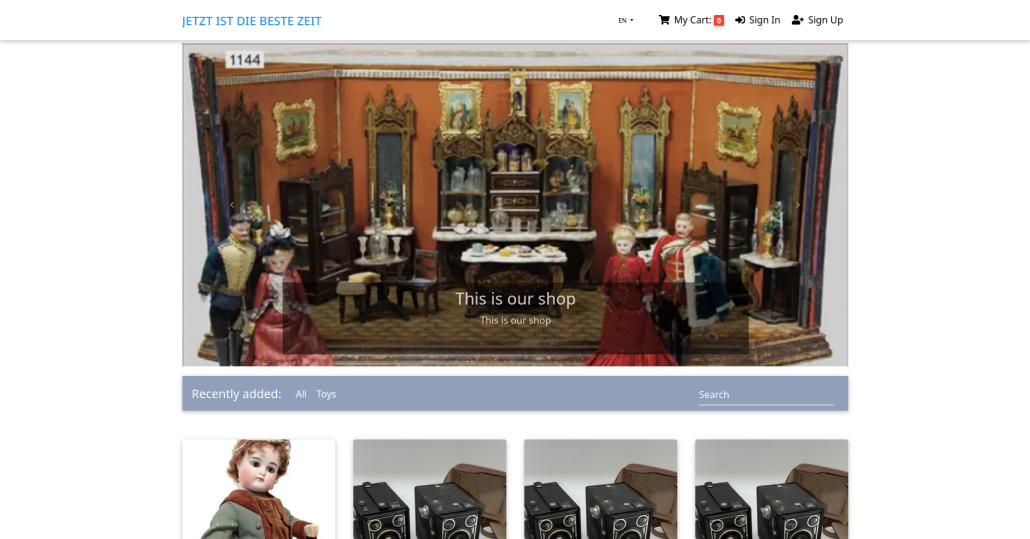 JETZT IST DIE BESTE ZEIT
EN
My Cart: 0
Sign In
Sign Up
1144
This is our shop
This is our shop
Recently added:
All
Toys
Search